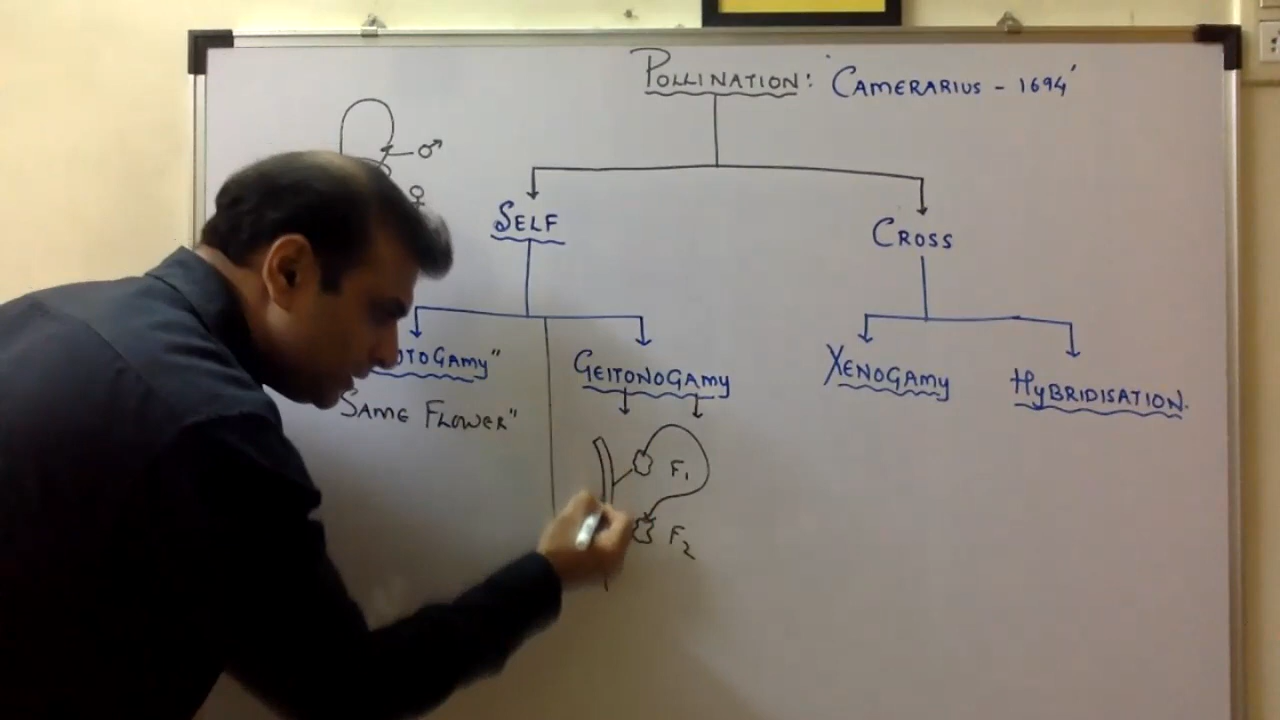 POLLINATION: 'CAMERARIUS - 1694'
♂
♀
SELF
CROSS
GEITONOGAMY
XENOGAMY
HYBRIDISATION.
SAME FLOWER"
F1
F2